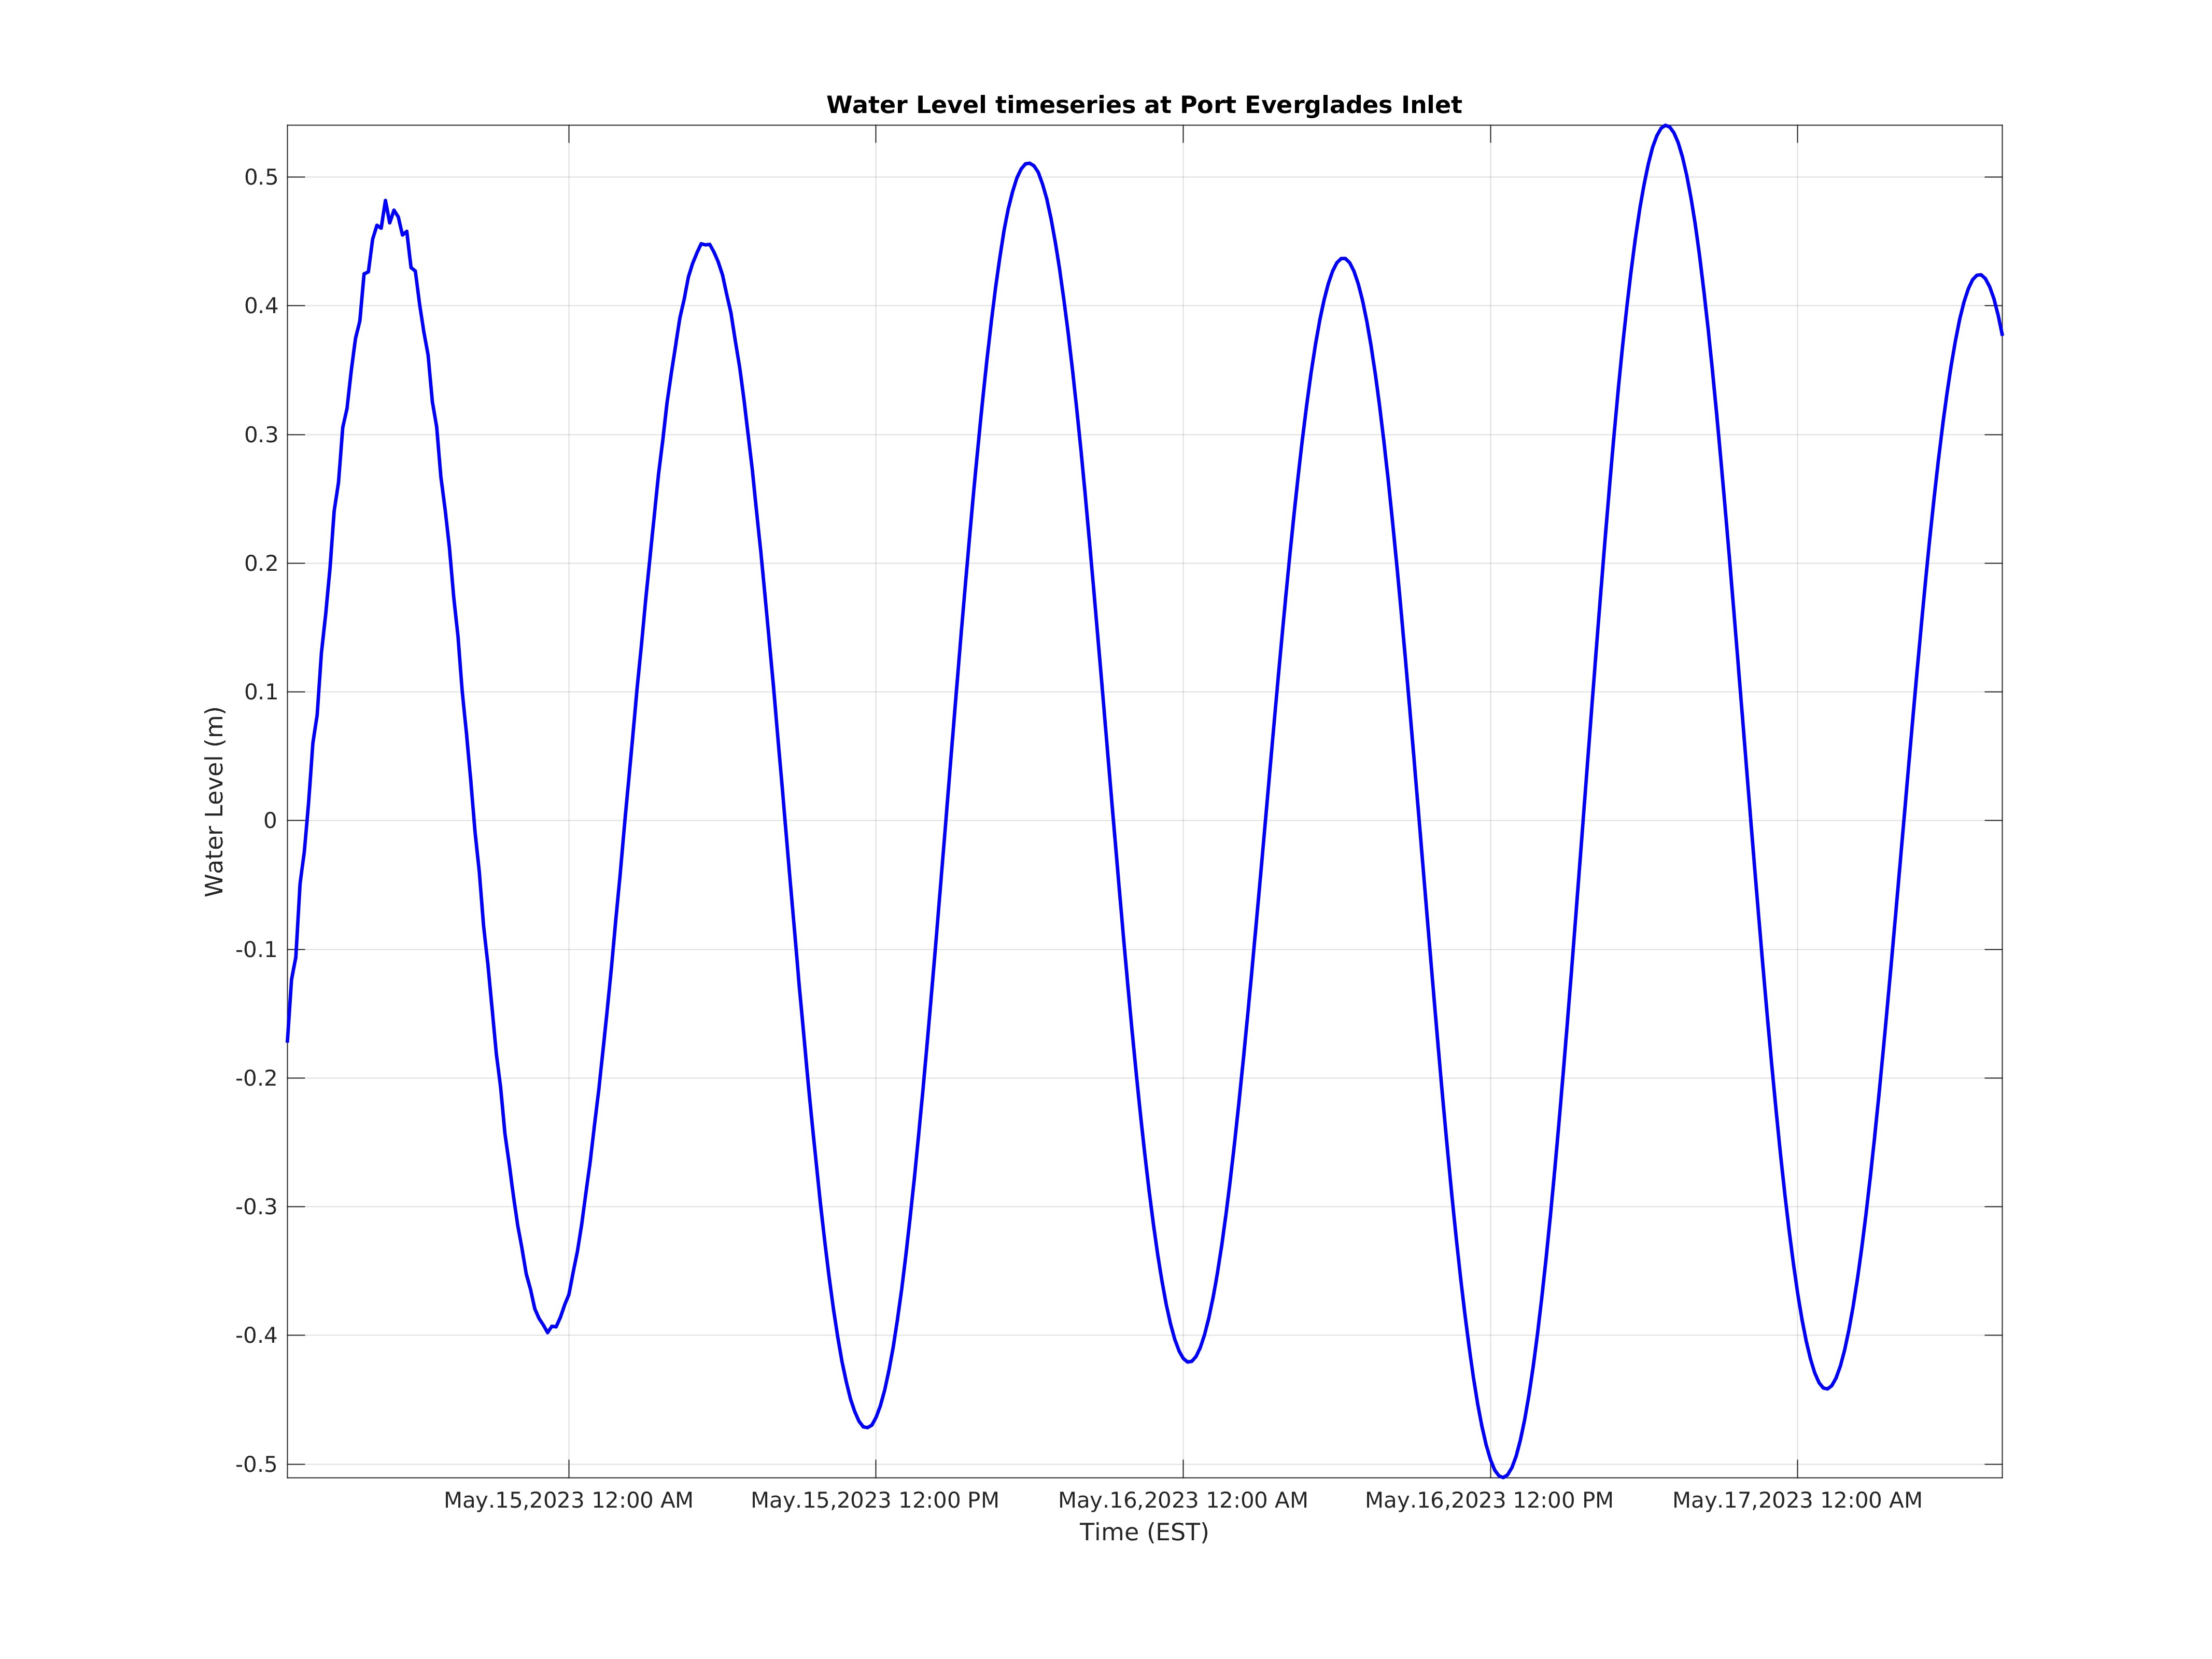 Water Level timeseries at Port Everglades Inlet
0.5
0.4
0.3
0.2
0.1
0
-0.1
-0.2
-0.3
-0.4
-0.5
Water Level (m)
May.15,2023 12:00 AM
May.15,2023 12:00 PM
May.16,2023 12:00 AM
May.16,2023 12:00 PM
May.17,2023 12:00 AM
Time (EST)